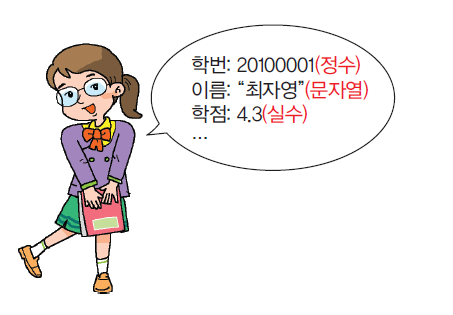 학번: 20100001(정수)
이름: “최자영”(문자열)
학점: 4.3(실수)
...